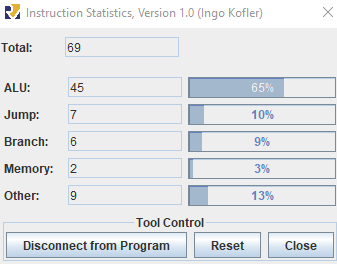 Instruction Statistics, Version 1.0 (Ingo Kofler)
Total: 69
ALU: 45 65%
Jump: 7 10%
Branch: 6 9%
Memory: 2 3%
Other: 9 13%
Tool Control
Disconnect from Program Reset Close